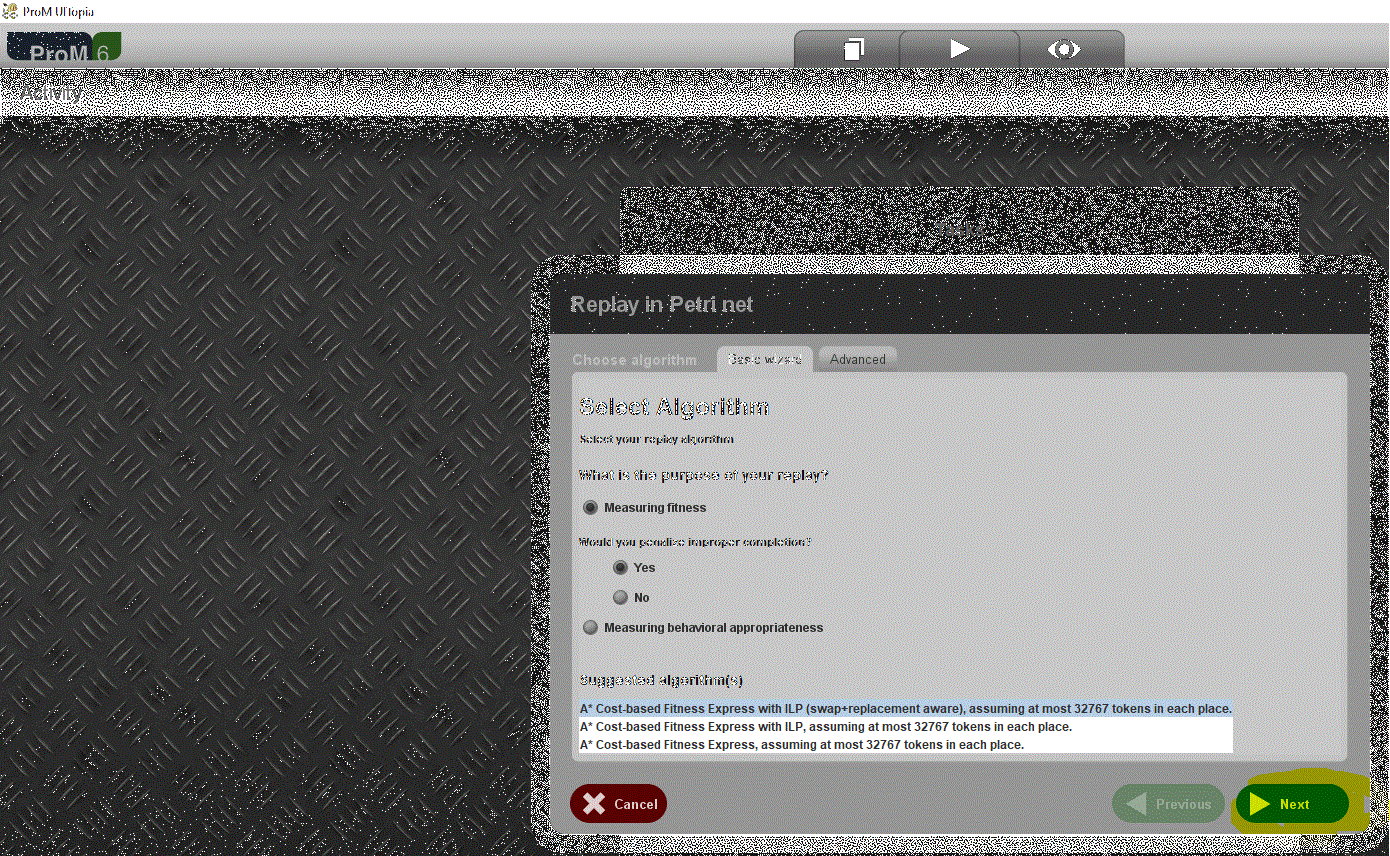 ProM UITopia
ProM 6
Activity
Replay in Petri net
Choose algorithm
Basic wizard
Advanced
Select Algorithm
Select your replay algorithm
What is the purpose of your replay?
Measuring fitness
Would you penalize improper completion?
Yes
No
Measuring behavioral appropriateness
Suggested algorithm(s)
A* Cost-based Fitness Express with ILP (swap+replacement aware), assuming at most 32767 tokens in each place.
A* Cost-based Fitness Express with ILP, assuming at most 32767 tokens in each place.
A* Cost-based Fitness Express, assuming at most 32767 tokens in each place.
Cancel
Previous
Next